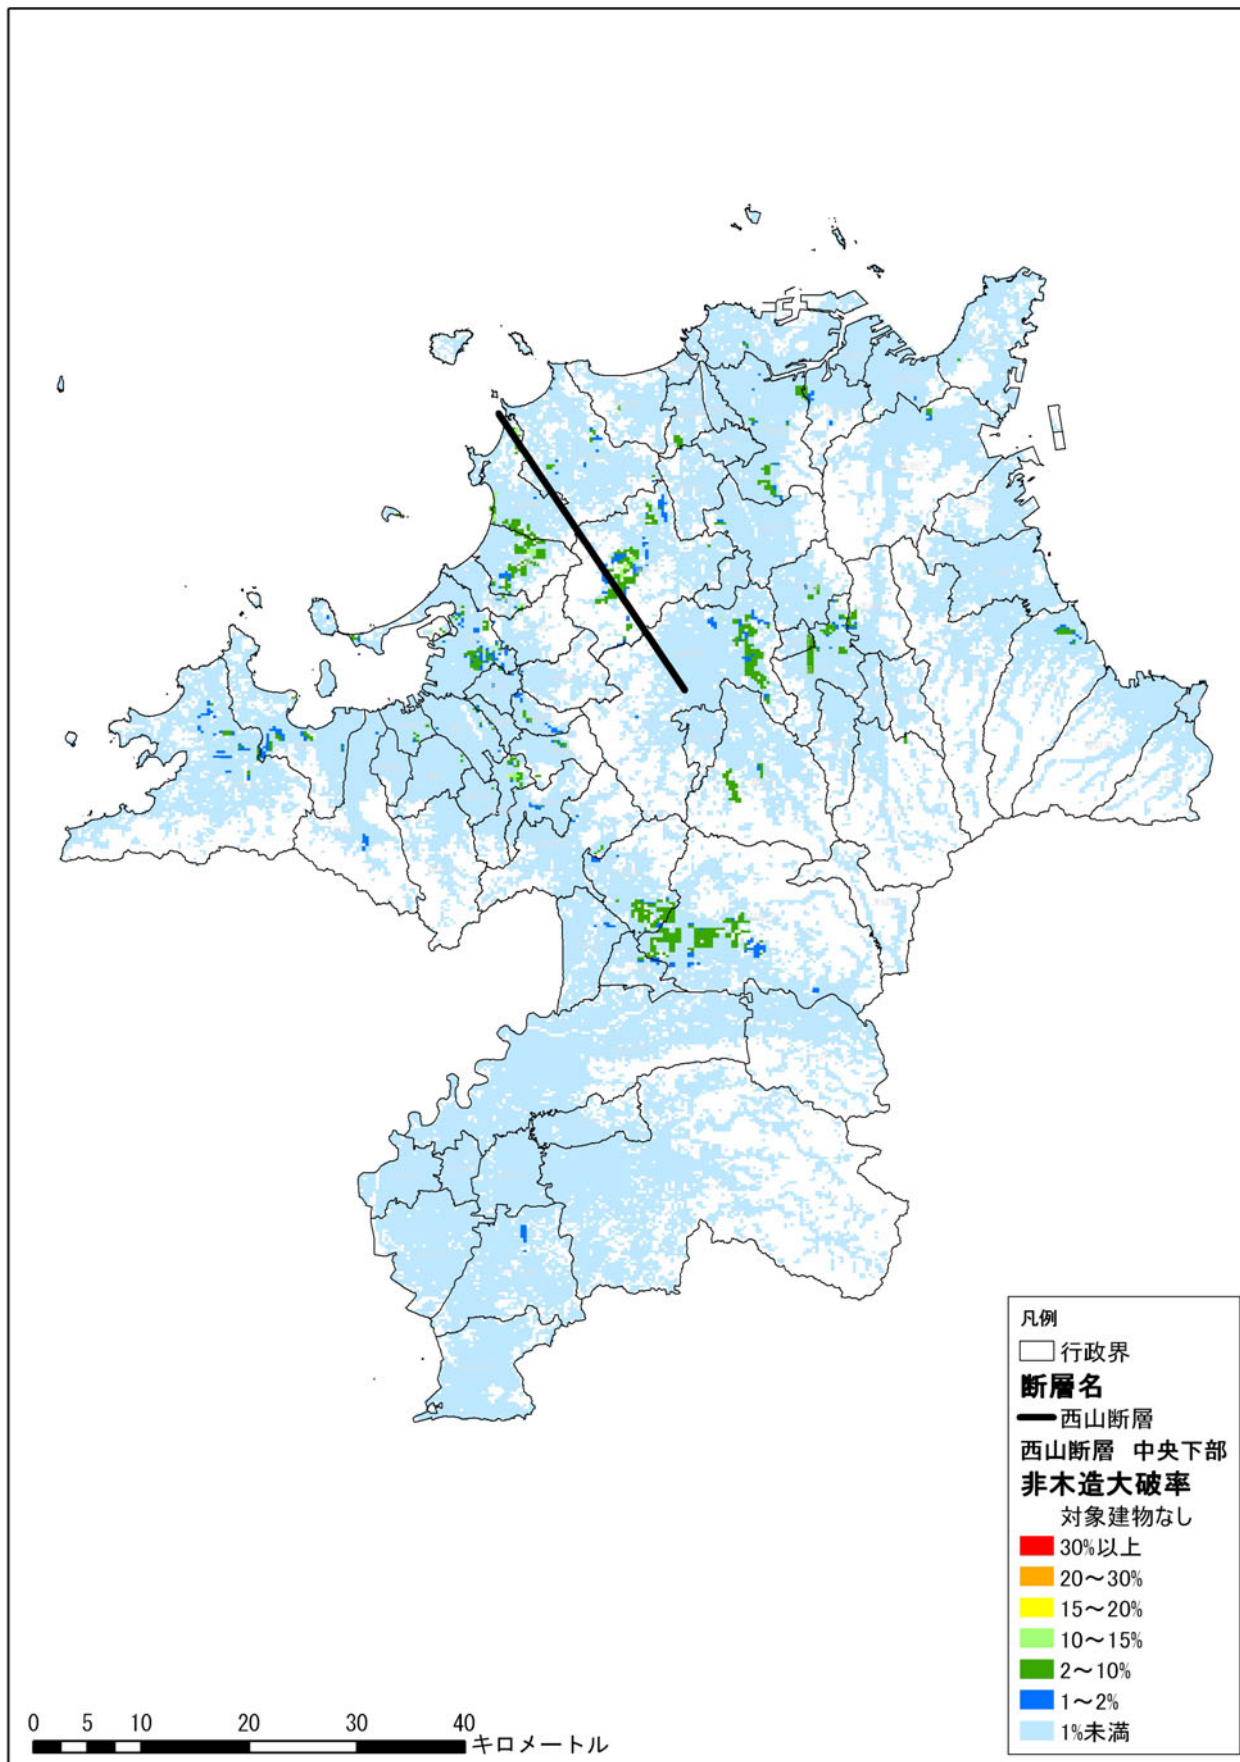 凡例
行政界
断層名
西山断層
西山断層 中央下部
非木造大破率
対象建物なし
30%以上
20～30%
15～20%
10～15%
2～10%
1～2%
1%未満
0 5 10 20 30 40
キロメートル